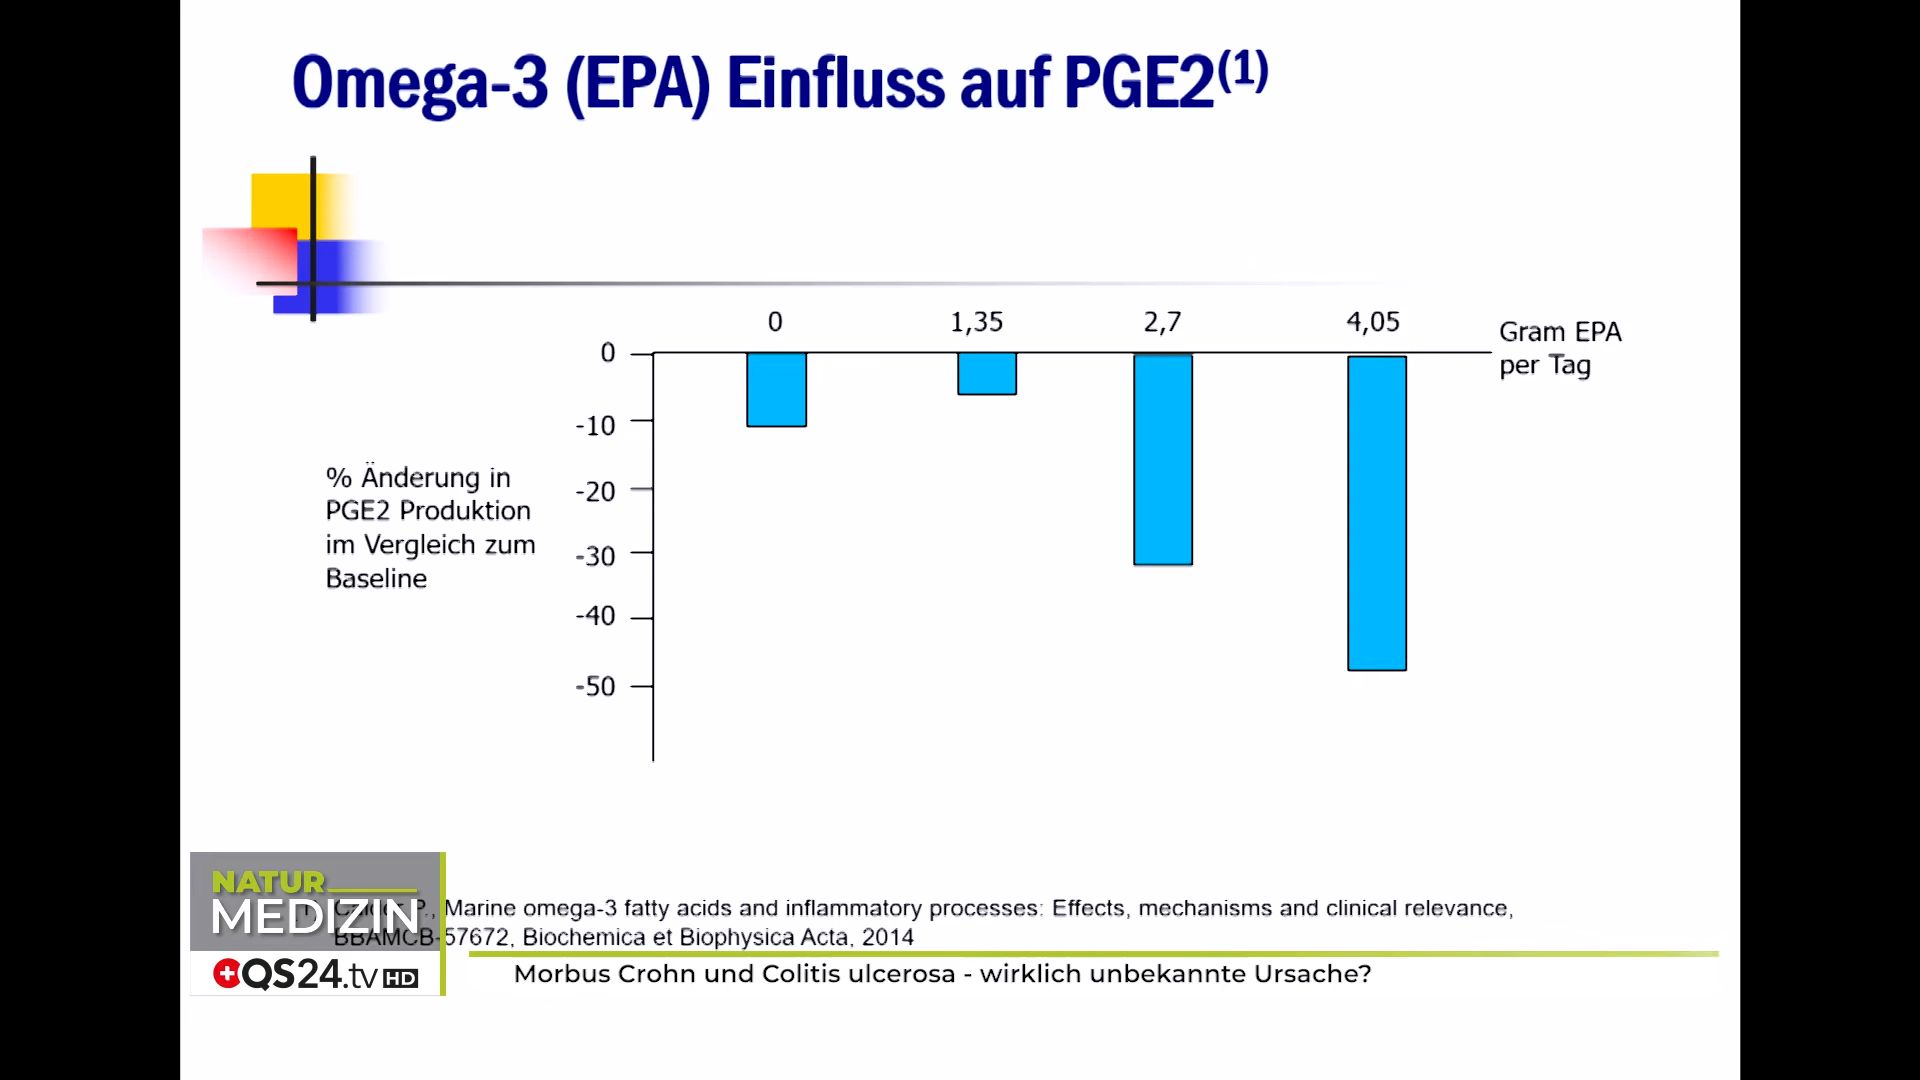 Omega-3 (EPA) Einfluss auf PGE2(1)
0 1,35 2,7 4,05
Gram EPA
per Tag
0
-10
-20
-30
-40
-50
% Änderung in
PGE2 Produktion
im Vergleich zum
Baseline
P., Marine omega-3 fatty acids and inflammatory processes: Effects, mechanisms and clinical relevance,
BBAMCB-57672, Biochemica et Biophysica Acta, 2014
NATUR
MEDIZIN
QS24.tv HD
Morbus Crohn und Colitis ulcerosa - wirklich unbekannte Ursache?